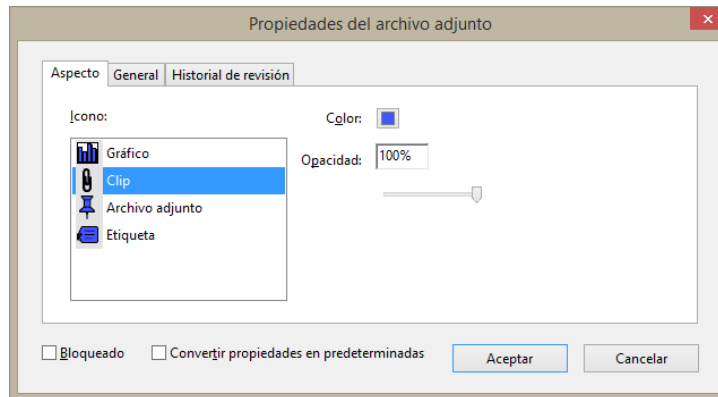 Propiedades del archivo adjunto
Aspecto General Historial de revisión
Icono: Color:
Gráfico
Opacidad: 100%
Clip
Archivo adjunto
Etiqueta
Bloqueado Convertir propiedades en predeterminadas Aceptar Cancelar